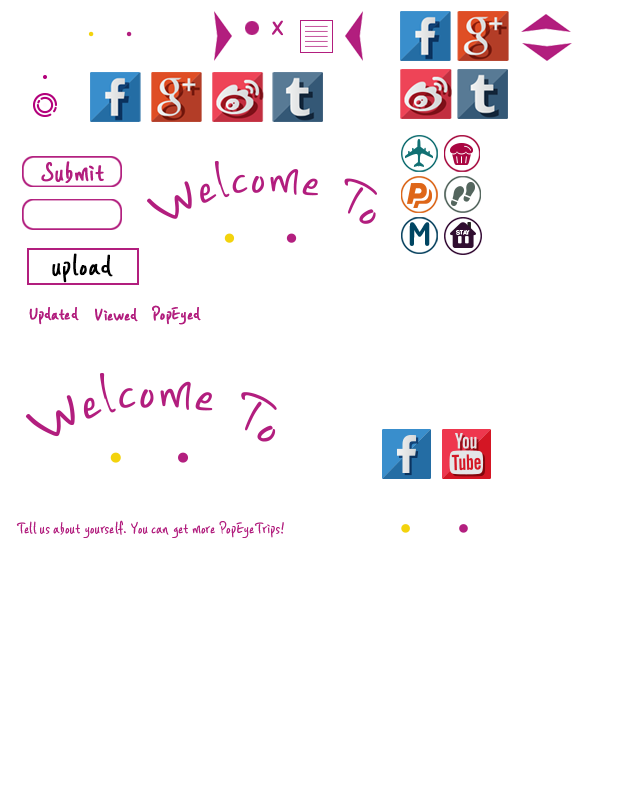 x
f g+
f g+ t
t
Submit
Welcome To
P
M STAY
upload
Updated Viewed PopEyed
Welcome To
f You Tube
Tell us about yourself. You can get more PopEyeTrips!